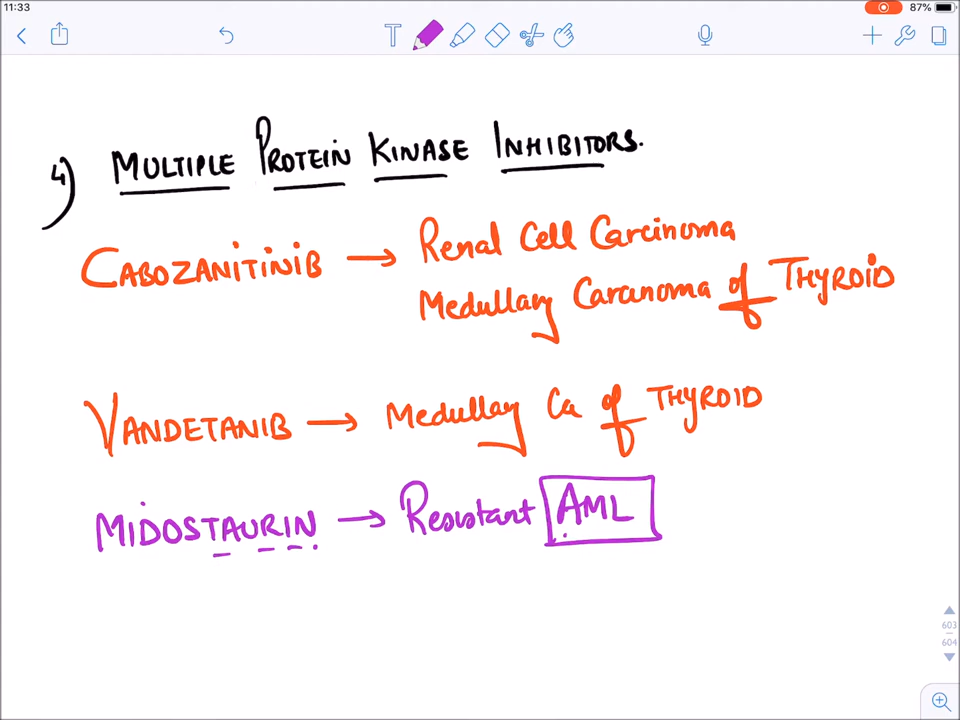 11:33
87%
4) MULTIPLE PROTEIN KINASE INHIBITORS.
CABOZANITINIB → Renal Cell Carcinoma
Medullary Carcanoma of THYROID
VANDETANIB → Medullary Ca of THYROID
MIDOSTAURIN → Resistant AML
603
604